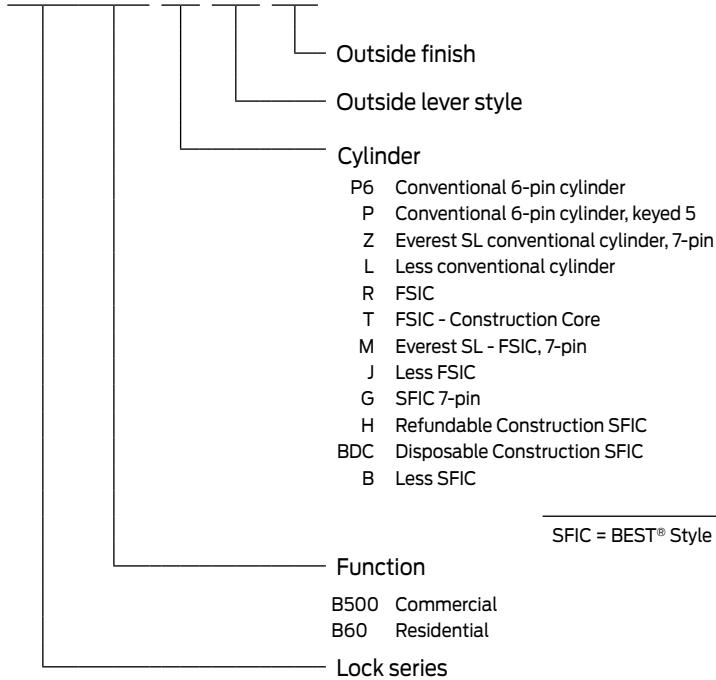 Outside finish
Outside lever style
Cylinder
P6 Conventional 6-pin cylinder
P Conventional 6-pin cylinder, keyed 5
Z Everest SL conventional cylinder, 7-pin
L Less conventional cylinder
R FSIC
T FSIC - Construction Core
M Everest SL - FSIC, 7-pin
J Less FSIC
G SFIC 7-pin
H Refundable Construction SFIC
BDC Disposable Construction SFIC
B Less SFIC
SFIC = BEST® Style
Function
B500 Commercial
B60 Residential
Lock series